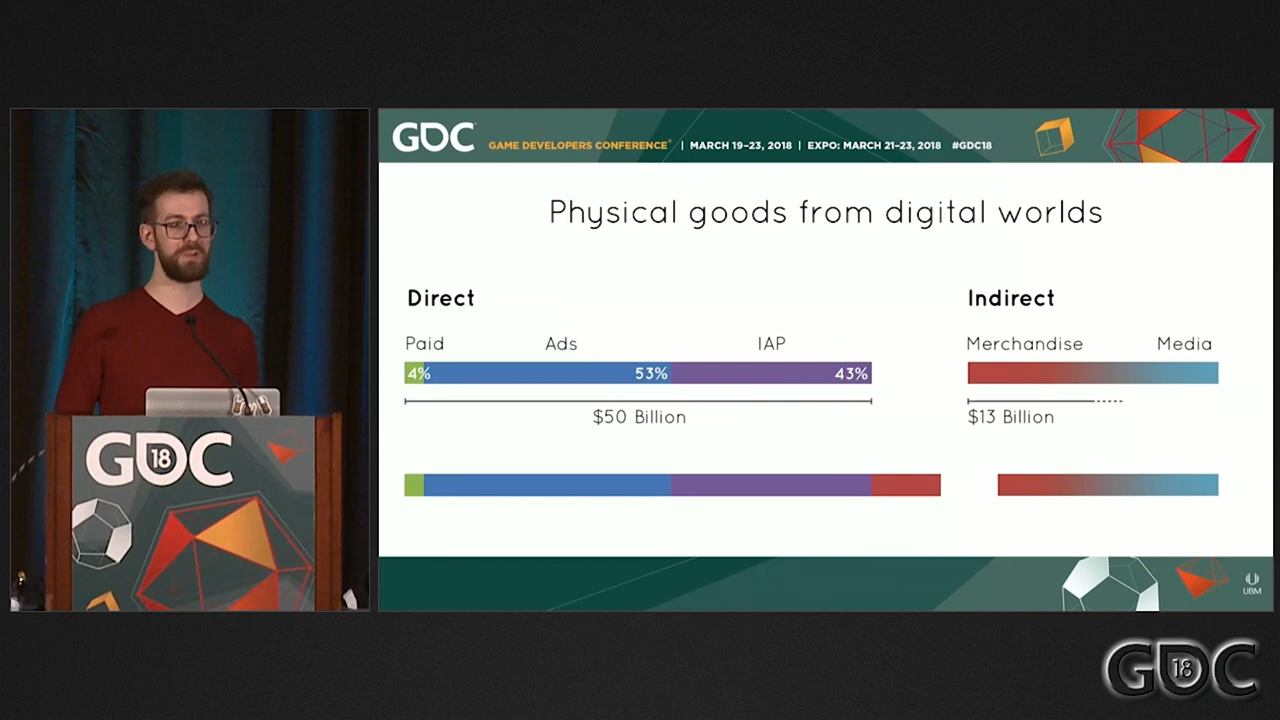 GDC GAME DEVELOPERS CONFERENCE® | MARCH 19–23, 2018 | EXPO: MARCH 21–23, 2018 #GDC18
Physical goods from digital worlds
Direct
Indirect
Paid Ads IAP
Merchandise Media
4% 53% 43%
$50 Billion
$13 Billion
GDC
18
UBM
GDC
18